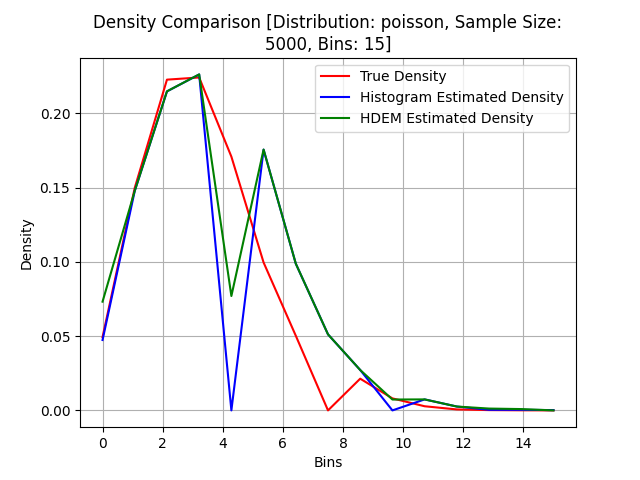 Density Comparison [Distribution: poisson, Sample Size:
5000, Bins: 15]
True Density
Histogram Estimated Density
HDEM Estimated Density
Density
0.20
0.15
0.10
0.05
0.00
0 2 4 6 8 10 12 14
Bins